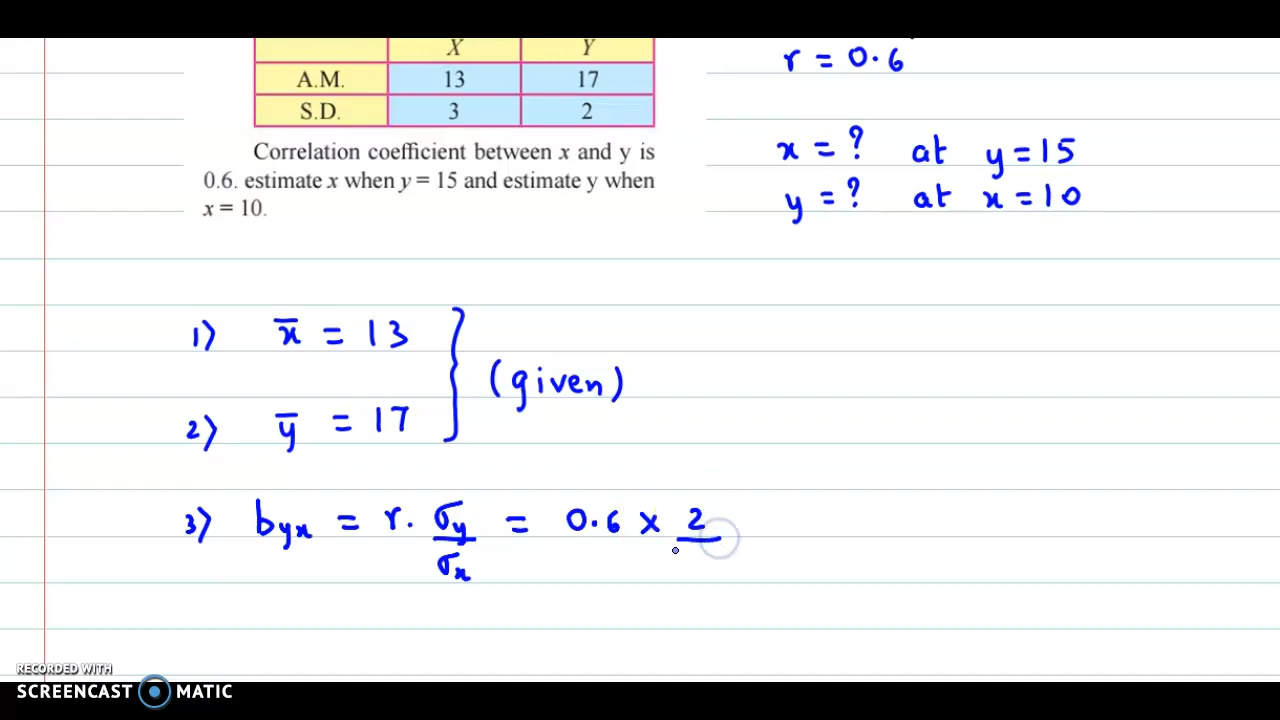 X Y
A.M. 13 17
S.D. 3 2
Correlation coefficient between x and y is
0.6. estimate x when y = 15 and estimate y when
x = 10.
r = 0.6
x = ? at y = 15
y = ? at x = 10
1) x̄ = 13
(given)
2) ȳ = 17
3) byx = r. σy/σx = 0.6 × 2
RECORDED WITH
SCREENCAST MATIC